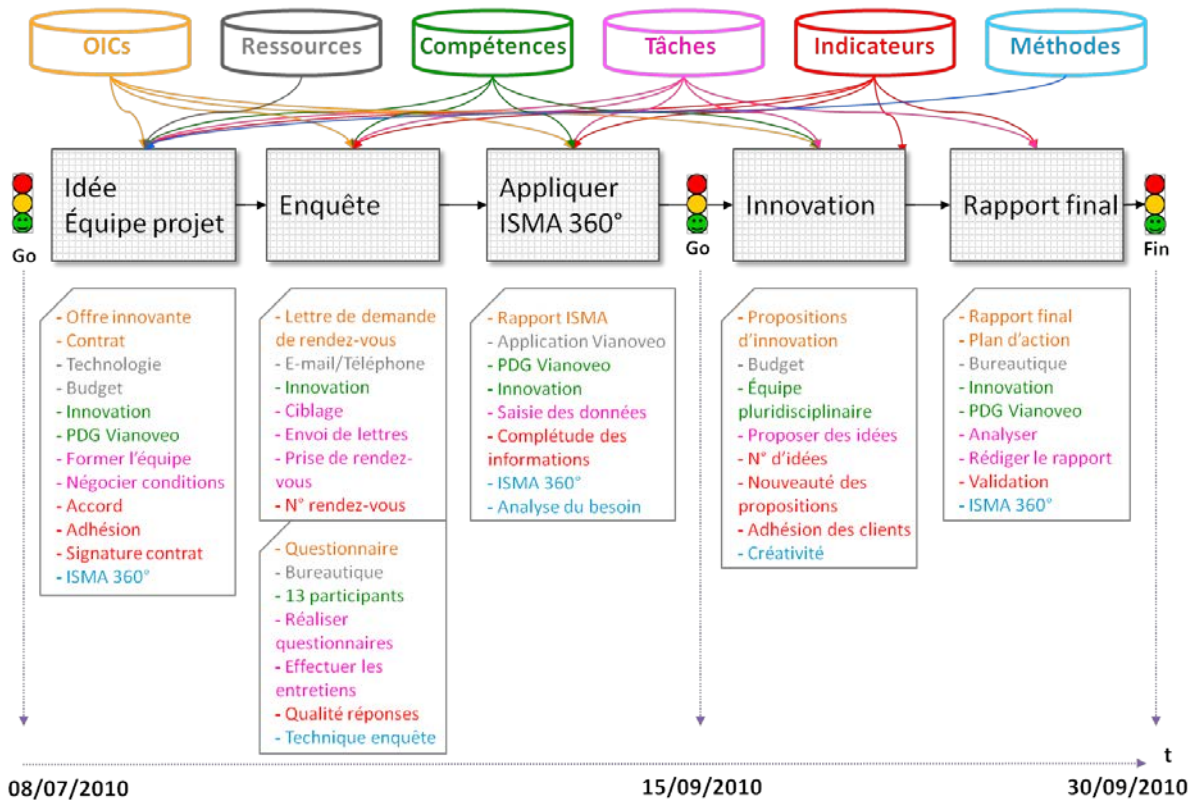 OICs
Ressources
Compétences
Tâches
Indicateurs
Méthodes
Go
Idée
Équipe projet
Enquête
Appliquer
ISMA 360°
Go
Innovation
Rapport final
Fin
- Offre innovante
- Contrat
- Technologie
- Budget
- Innovation
- PDG Vianoveo
- Former l'équipe
- Négocier conditions
- Accord
- Adhésion
- Signature contrat
- ISMA 360°
- Lettre de demande
de rendez-vous
- E-mail/Téléphone
- Innovation
- Ciblage
- Envoi de lettres
- Prise de rendez-
vous
- N° rendez-vous
- Questionnaire
- Bureautique
- 13 participants
- Réaliser
questionnaires
- Effectuer les
entretiens
- Qualité réponses
- Technique enquête
- Rapport ISMA
- Application Vianoveo
- PDG Vianoveo
- Innovation
- Saisie des données
- Complétude des
informations
- ISMA 360°
- Analyse du besoin
- Propositions
d'innovation
- Budget
- Équipe
pluridisciplinaire
- Proposer des idées
- N° d'idées
- Nouveauté des
propositions
- Adhésion des clients
- Créativité
- Rapport final
- Plan d'action
- Bureautique
- Innovation
- PDG Vianoveo
- Analyser
- Rédiger le rapport
- Validation
- ISMA 360°
t
08/07/2010
15/09/2010
30/09/2010